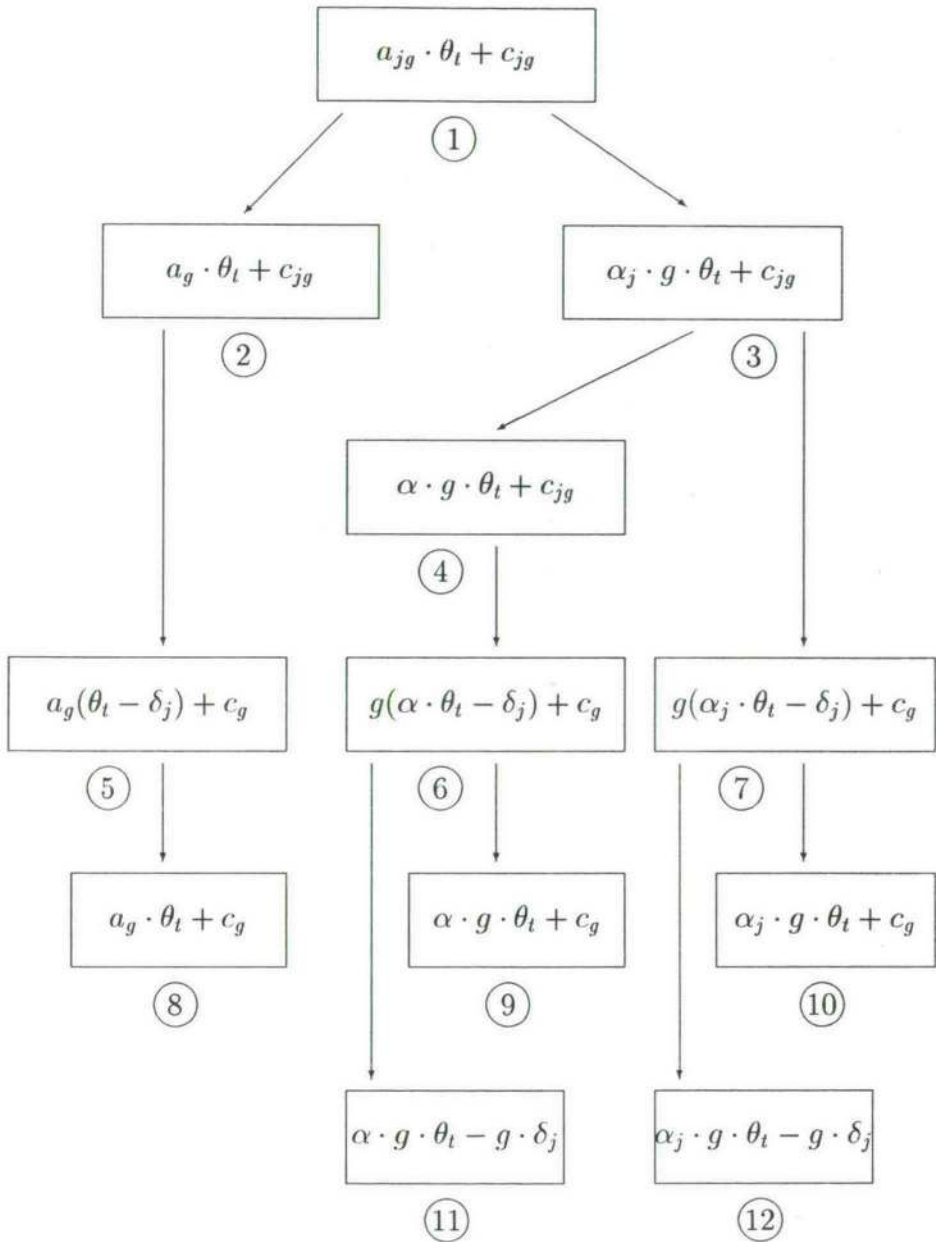 a_{jg} · θ_t + c_{jg}
①
a_g · θ_t + c_{jg}
α_j · g · θ_t + c_{jg}
②
③
α · g · θ_t + c_{jg}
④
a_g(θ_t − δ_j) + c_g
g(α · θ_t − δ_j) + c_g
g(α_j · θ_t − δ_j) + c_g
⑤
⑥
⑦
a_g · θ_t + c_g
α · g · θ_t + c_g
α_j · g · θ_t + c_g
⑧
⑨
⑩
α · g · θ_t − g · δ_j
α_j · g · θ_t − g · δ_j
⑪
⑫